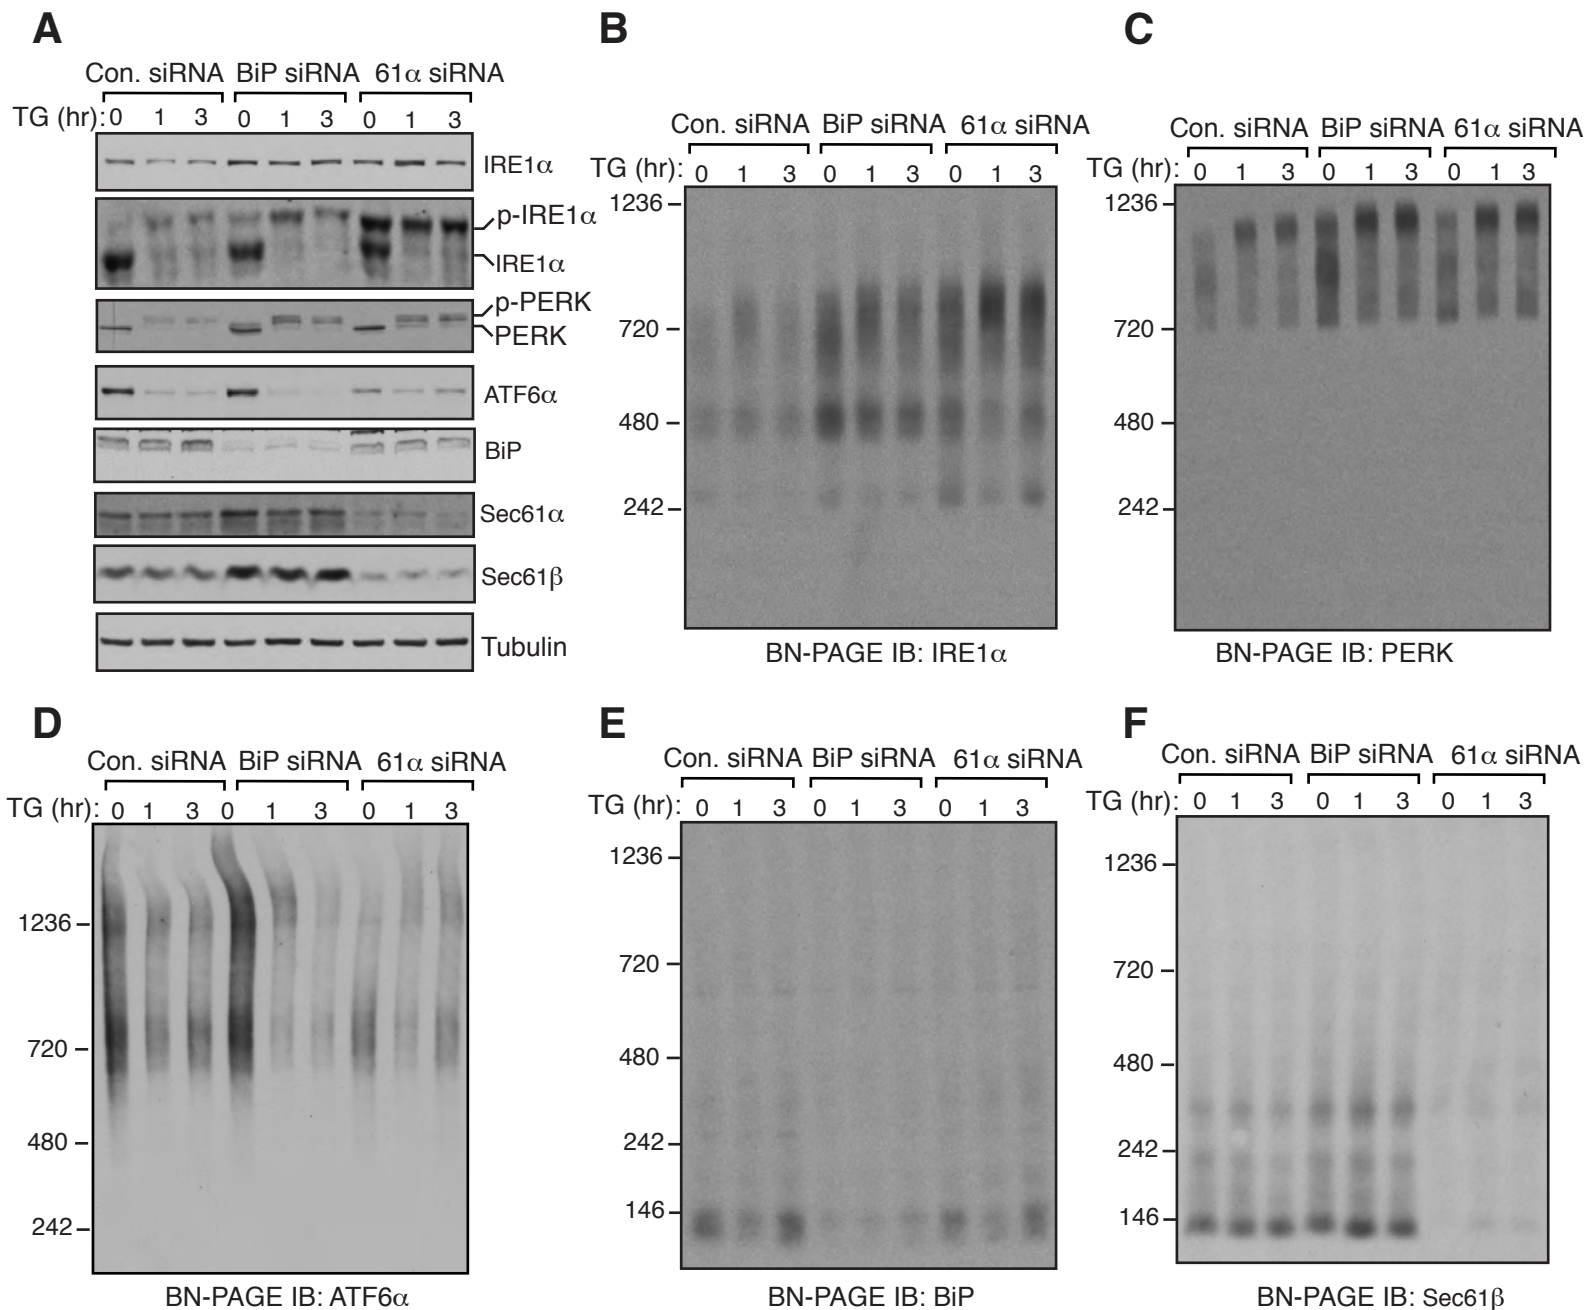 A
Con. siRNA BiP siRNA 61α siRNA
TG (hr): 0 1 3 0 1 3 0 1 3
IRE1α
p-IRE1α
IRE1α
p-PERK
PERK
ATF6α
BiP
Sec61α
Sec61β
Tubulin
B
Con. siRNA BiP siRNA 61α siRNA
TG (hr): 0 1 3 0 1 3 0 1 3
1236
720
480
242
BN-PAGE IB: IRE1α
C
Con. siRNA BiP siRNA 61α siRNA
TG (hr): 0 1 3 0 1 3 0 1 3
1236
720
480
242
BN-PAGE IB: PERK
D
Con. siRNA BiP siRNA 61α siRNA
TG (hr): 0 1 3 0 1 3 0 1 3
1236
720
480
242
BN-PAGE IB: ATF6α
E
Con. siRNA BiP siRNA 61α siRNA
TG (hr): 0 1 3 0 1 3 0 1 3
1236
720
480
242
146
BN-PAGE IB: BiP
F
Con. siRNA BiP siRNA 61α siRNA
TG (hr): 0 1 3 0 1 3 0 1 3
1236
720
480
242
146
BN-PAGE IB: Sec61β